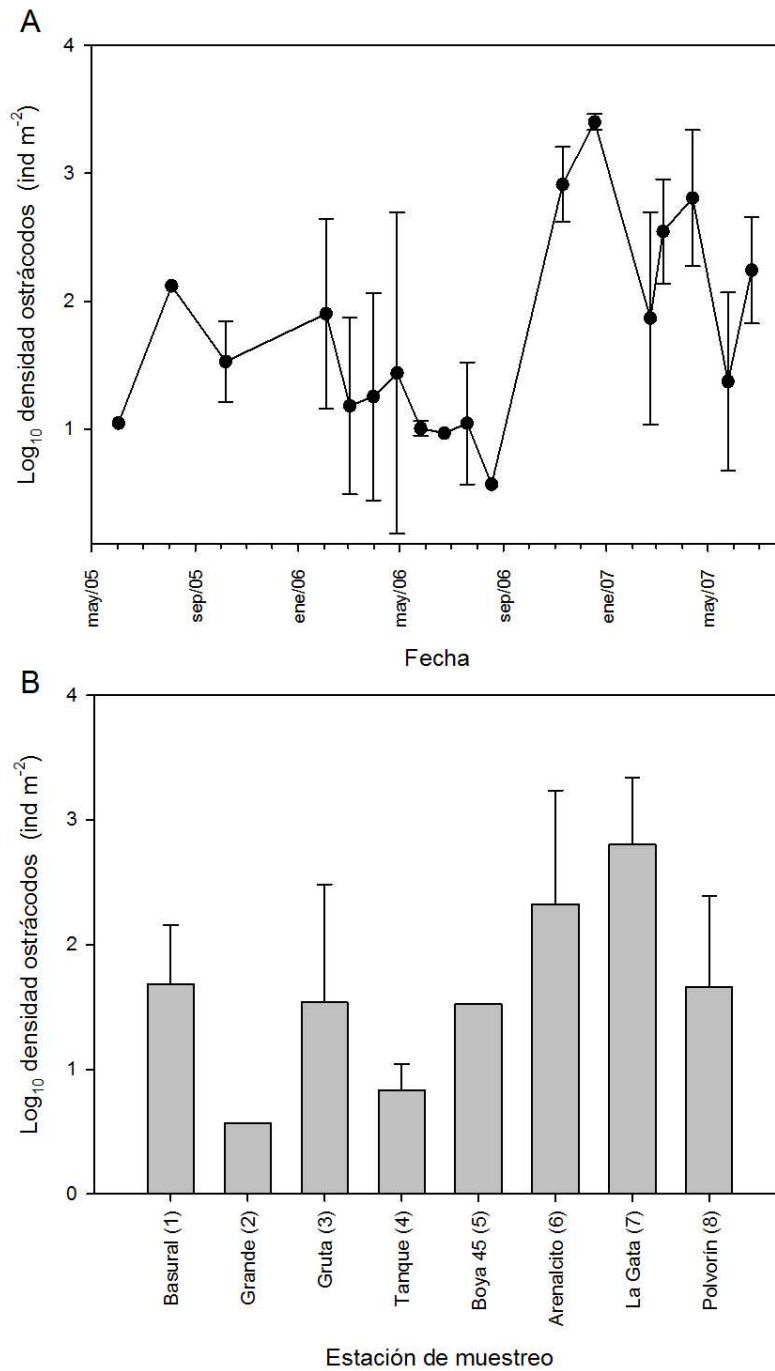 A
Log10 densidad ostrácodos (ind m-2)
4
3
2
1
may/05
sep/05
ene/06
may/06
sep/06
ene/07
may/07
Fecha
B
Log10 densidad ostrácodos (ind m-2)
4
3
2
1
0
Basural (1)
Grande (2)
Gruta (3)
Tanque (4)
Boya 45 (5)
Arenalcito (6)
La Gata (7)
Polvorín (8)
Estación de muestreo